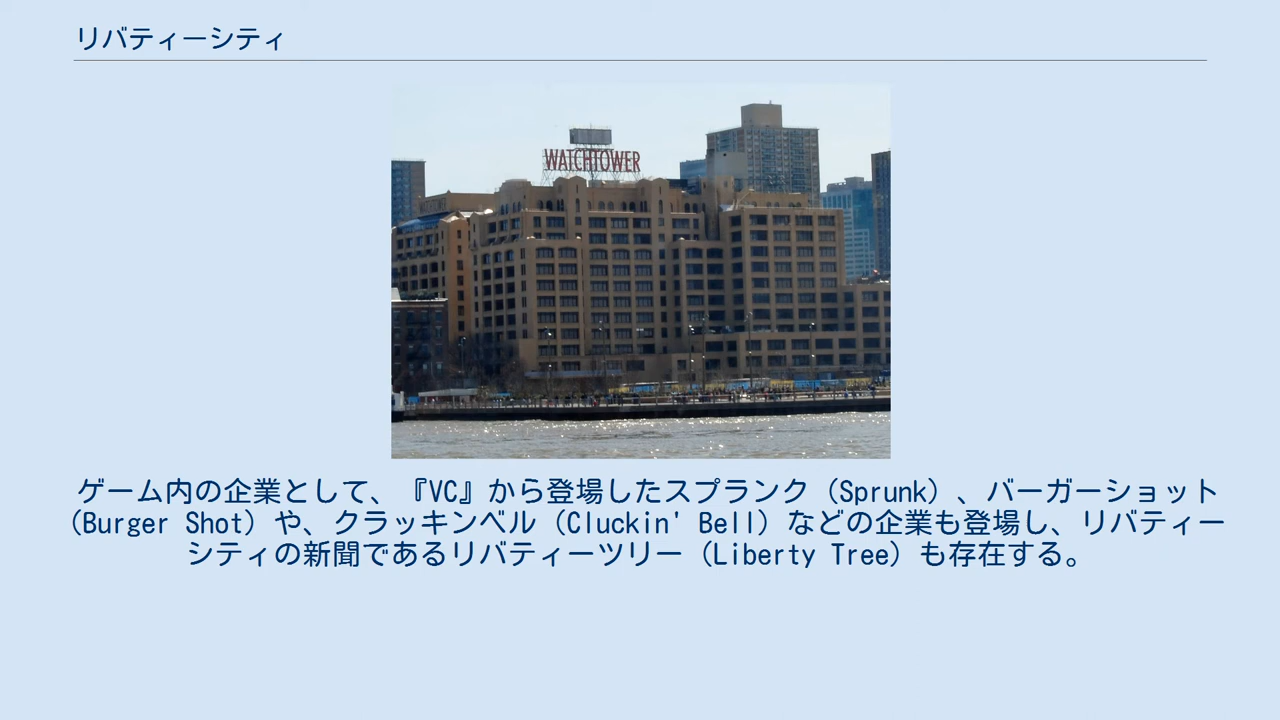 リバティーシティ
WATCHTOWER
ゲーム内の企業として、『VC』から登場したスプランク（Sprunk）、バーガーショット
（Burger Shot）や、クラッキンベル（Cluckin' Bell）などの企業も登場し、リバティー
シティの新聞であるリバティーツリー（Liberty Tree）も存在する。